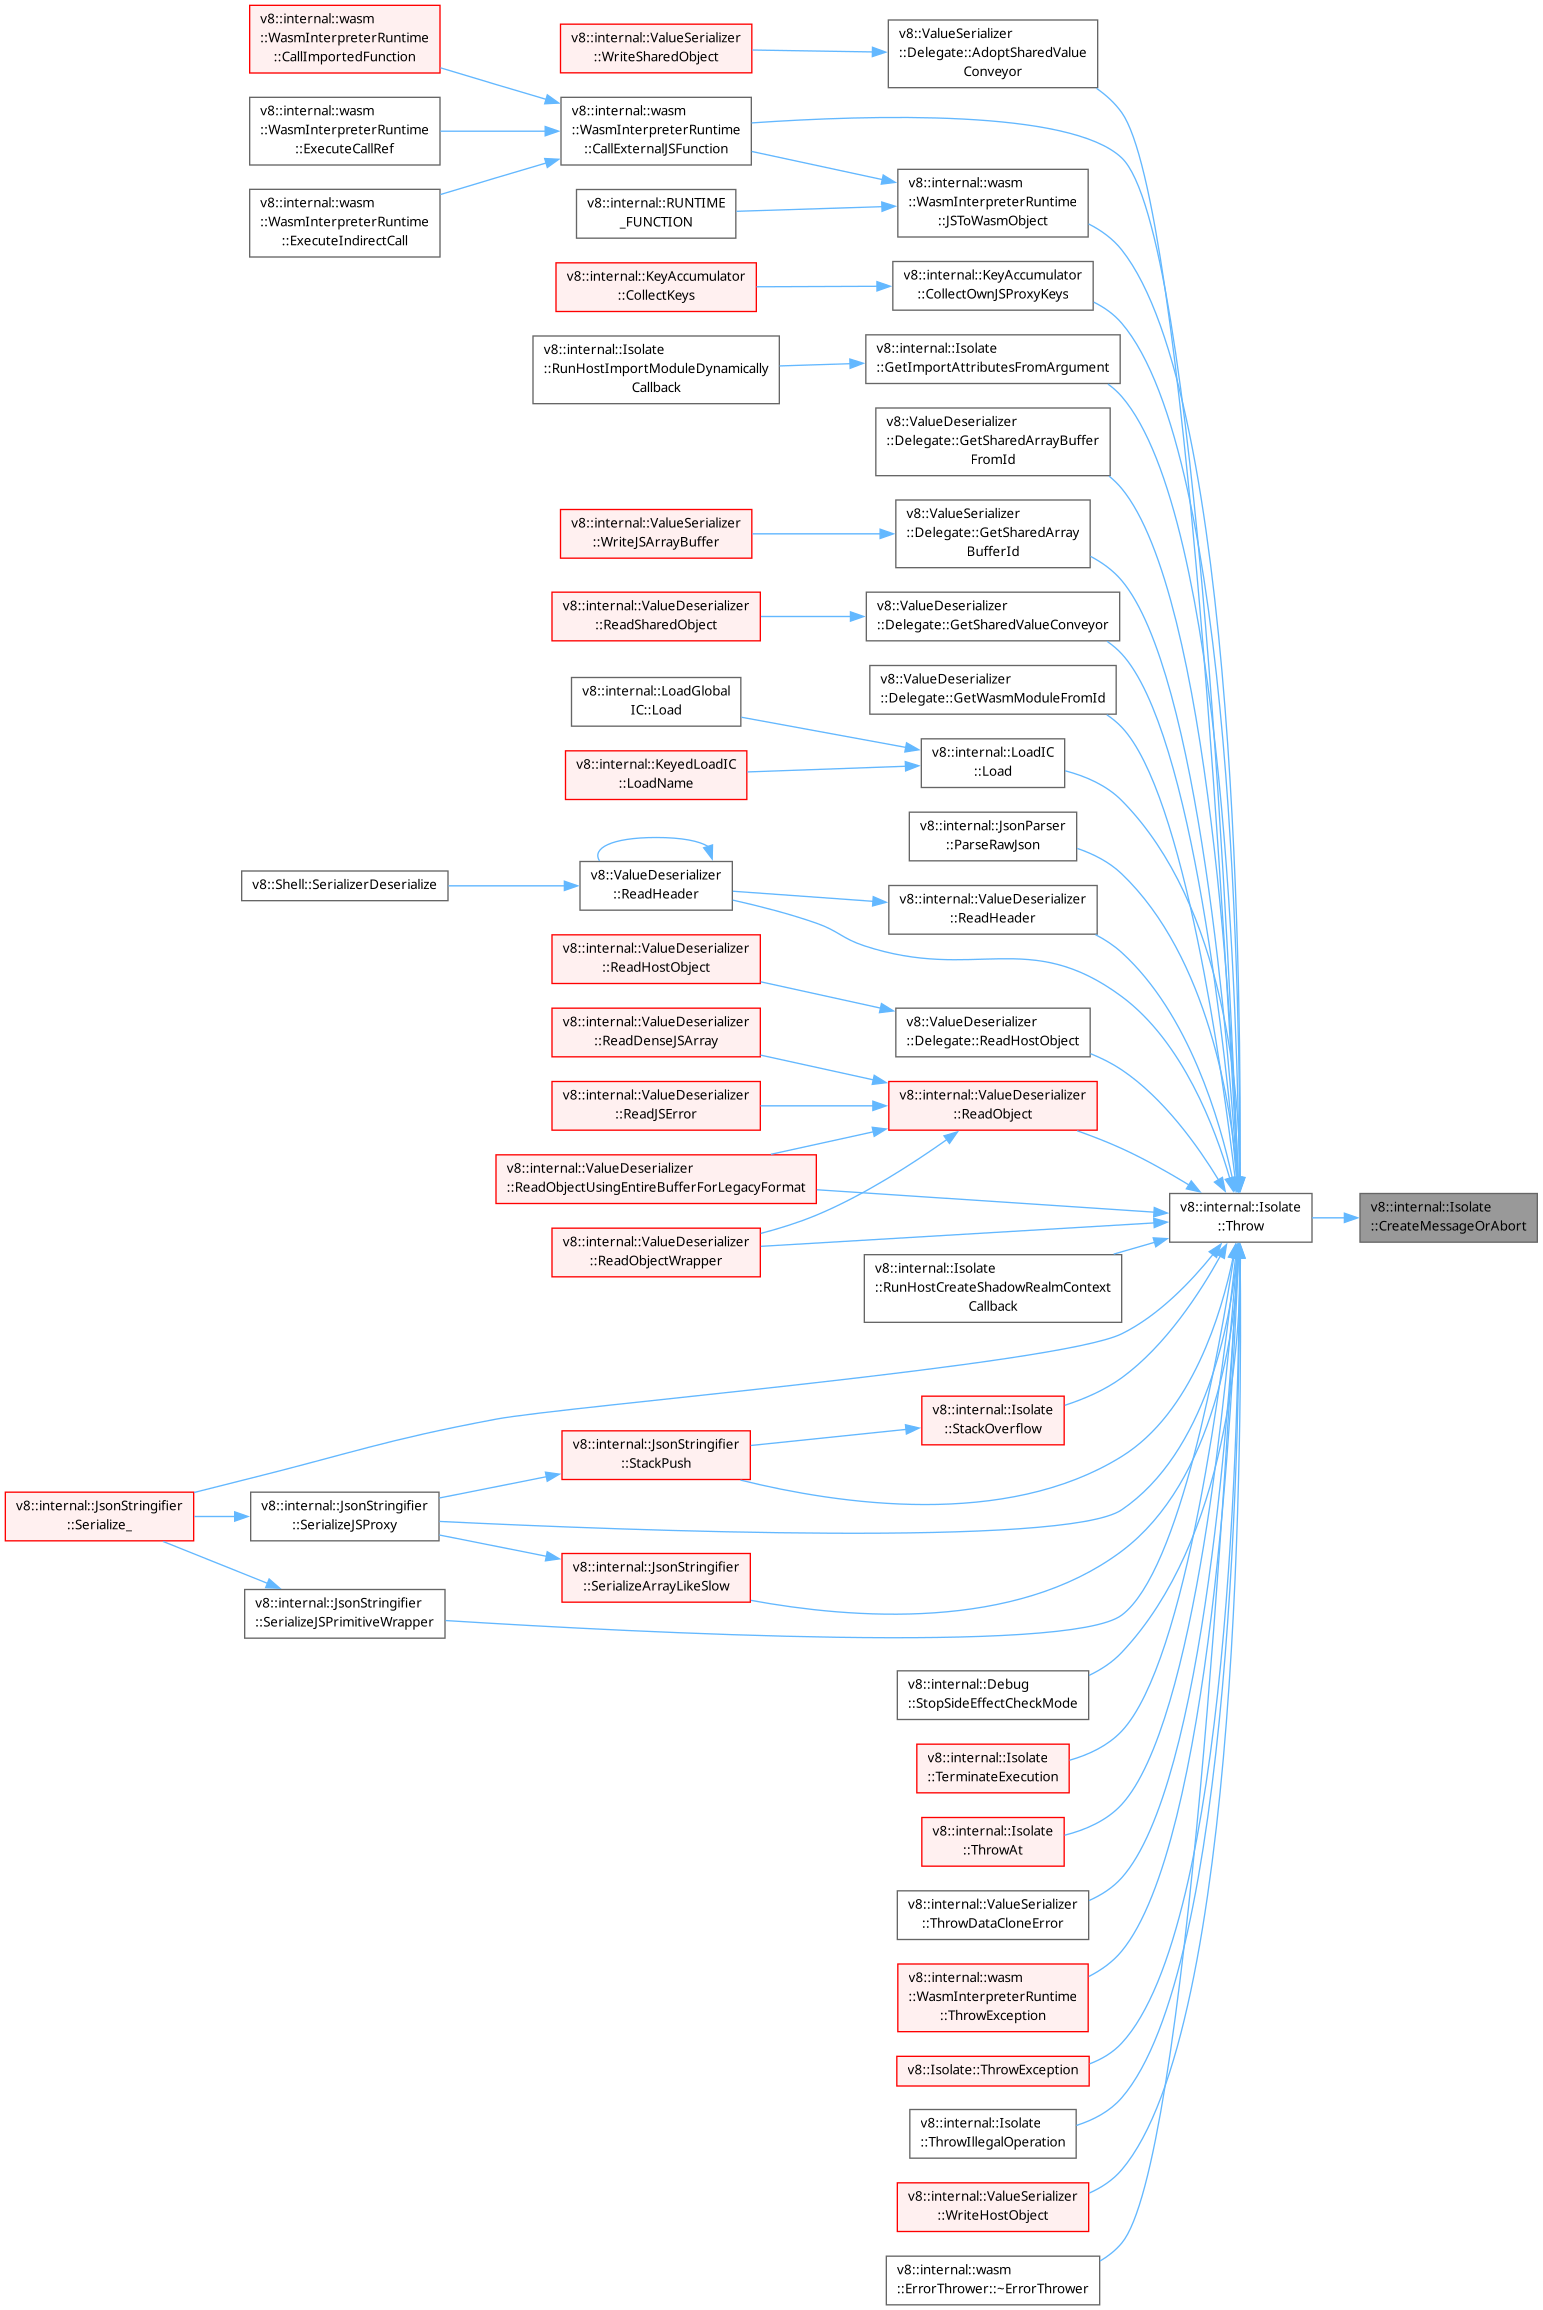 v8::internal::wasm
::WasmInterpreterRuntime
::CallImportedFunction
v8::internal::wasm
::WasmInterpreterRuntime
::ExecuteCallRef
v8::internal::wasm
::WasmInterpreterRuntime
::ExecuteIndirectCall
v8::Shell::SerializerDeserialize
v8::internal::JsonStringifier
::Serialize_
v8::internal::JsonStringifier
::SerializeJSProxy
v8::internal::JsonStringifier
::SerializeJSPrimitiveWrapper
v8::internal::ValueSerializer
::WriteSharedObject
v8::internal::wasm
::WasmInterpreterRuntime
::CallExternalJSFunction
v8::internal::RUNTIME
_FUNCTION
v8::internal::KeyAccumulator
::CollectKeys
v8::internal::Isolate
::RunHostImportModuleDynamically
Callback
v8::internal::ValueSerializer
::WriteJSArrayBuffer
v8::internal::ValueDeserializer
::ReadSharedObject
v8::internal::LoadGlobal
IC::Load
v8::internal::KeyedLoadIC
::LoadName
v8::ValueDeserializer
::ReadHeader
v8::internal::ValueDeserializer
::ReadHostObject
v8::internal::ValueDeserializer
::ReadDenseJSArray
v8::internal::ValueDeserializer
::ReadJSError
v8::internal::ValueDeserializer
::ReadObjectUsingEntireBufferForLegacyFormat
v8::internal::ValueDeserializer
::ReadObjectWrapper
v8::internal::JsonStringifier
::StackPush
v8::internal::JsonStringifier
::SerializeArrayLikeSlow
v8::ValueSerializer
::Delegate::AdoptSharedValue
Conveyor
v8::internal::wasm
::WasmInterpreterRuntime
::JSToWasmObject
v8::internal::KeyAccumulator
::CollectOwnJSProxyKeys
v8::internal::Isolate
::GetImportAttributesFromArgument
v8::ValueDeserializer
::Delegate::GetSharedArrayBuffer
FromId
v8::ValueSerializer
::Delegate::GetSharedArray
BufferId
v8::ValueDeserializer
::Delegate::GetSharedValueConveyor
v8::ValueDeserializer
::Delegate::GetWasmModuleFromId
v8::internal::LoadIC
::Load
v8::internal::JsonParser
::ParseRawJson
v8::internal::ValueDeserializer
::ReadHeader
v8::ValueDeserializer
::Delegate::ReadHostObject
v8::internal::ValueDeserializer
::ReadObject
v8::internal::Isolate
::RunHostCreateShadowRealmContext
Callback
v8::internal::Isolate
::StackOverflow
v8::internal::Debug
::StopSideEffectCheckMode
v8::internal::Isolate
::TerminateExecution
v8::internal::Isolate
::ThrowAt
v8::internal::ValueSerializer
::ThrowDataCloneError
v8::internal::wasm
::WasmInterpreterRuntime
::ThrowException
v8::Isolate::ThrowException
v8::internal::Isolate
::ThrowIllegalOperation
v8::internal::ValueSerializer
::WriteHostObject
v8::internal::wasm
::ErrorThrower::~ErrorThrower
v8::internal::Isolate
::Throw
v8::internal::Isolate
::CreateMessageOrAbort